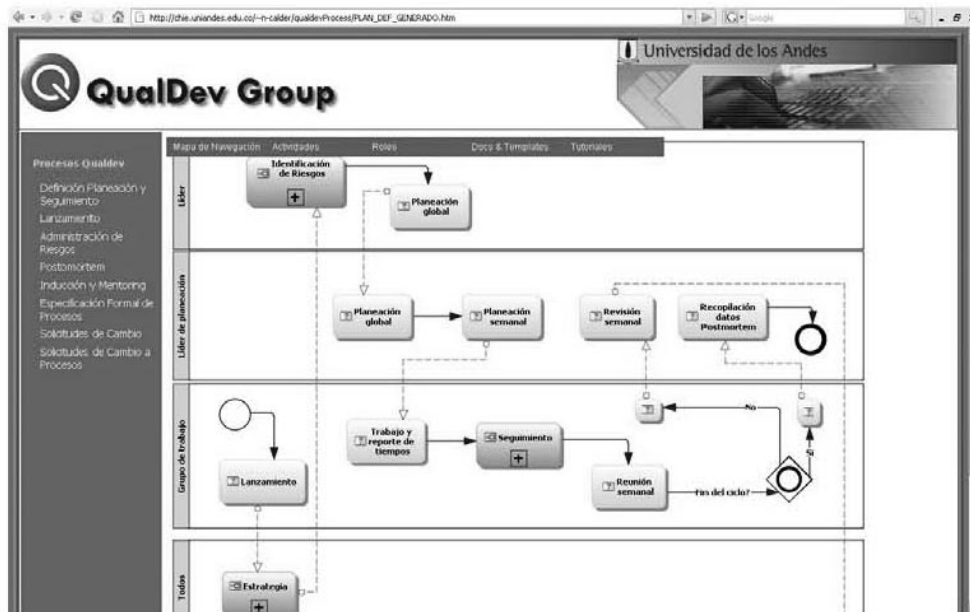 http://chie.uniandes.edu.co/~n-calder/qualdevProcess/PLAN_DEF_GENERADO.htm
Google
Universidad de los Andes
QualDev Group
Mapa de Navegación Actividades Roles Docs & Templates Tutoriales
Procesos Qualdev
Definición Planeación y
Seguimiento
Lanzamiento
Administración de
Riesgos
Postomortem
Inducción y Mentoring
Especificación Formal de
Procesos
Solicitudes de Cambio
Solicitudes de Cambio a
Procesos
Líder
Identificación
de Riesgos
Planeación
global
Líder de planeación
Planeación
global
Planeación
semanal
Revisión
semanal
Recopilación
datos
Postmortem
Grupo de trabajo
Lanzamiento
Trabajo y
reporte de
tiempos
Seguimiento
Reunión
semanal
Fin del ciclo?
No
Si
Todos
Estrategia